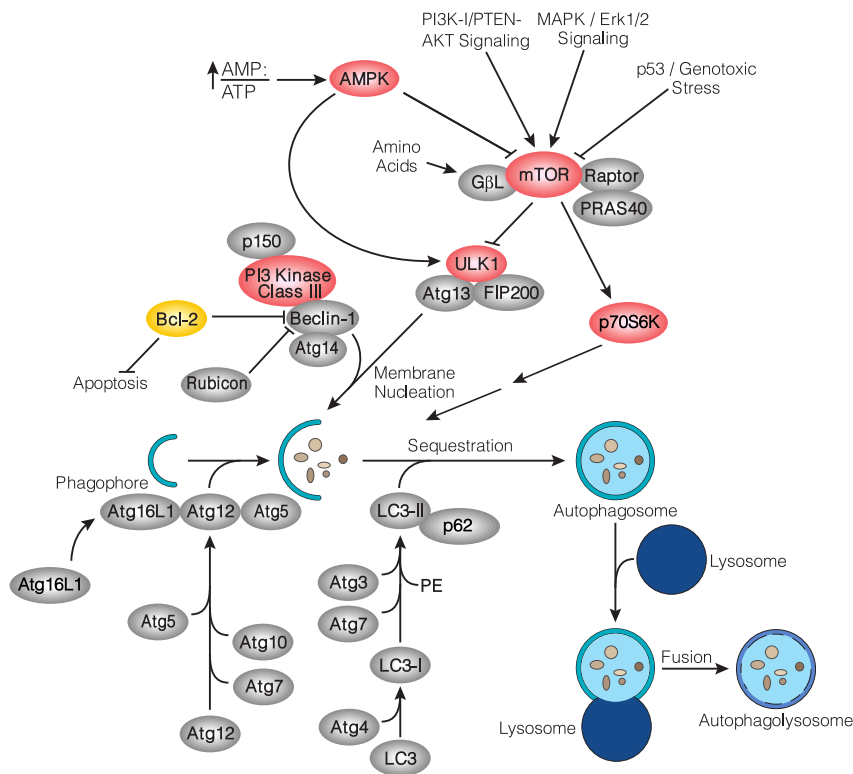 PI3K-I/PTEN-
AKT Signaling
MAPK / Erk1/2
Signaling
p53 / Genotoxic
Stress
AMP:
ATP
AMPK
Amino
Acids
GβL
mTOR
Raptor
PRAS40
p150
PI3 Kinase
Class III
Beclin-1
Atg14
Bcl-2
Apoptosis
Rubicon
ULK1
Atg13
FIP200
p70S6K
Membrane
Nucleation
Phagophore
Sequestration
Autophagosome
Atg16L1
Atg12
Atg5
LC3-II
p62
Atg16L1
Atg5
Atg10
Atg7
Atg12
Atg3
PE
Atg7
LC3-I
Atg4
LC3
Lysosome
Fusion
Lysosome
Autophagolysosome